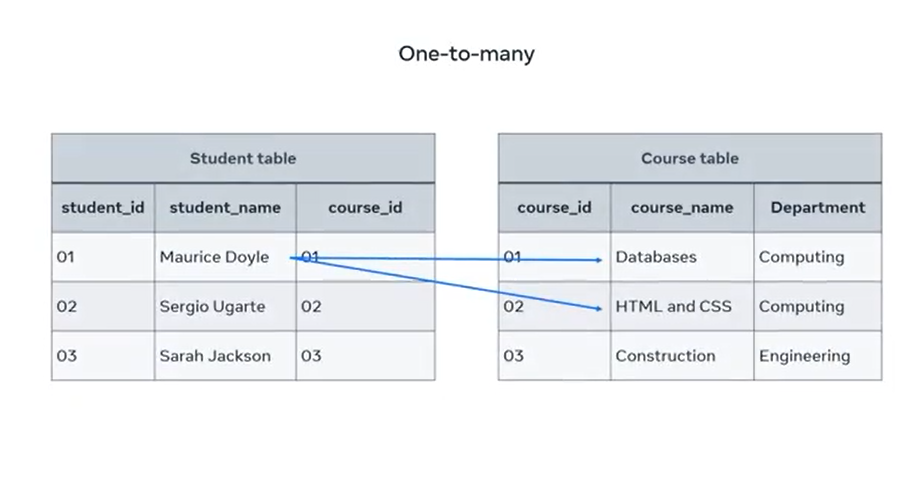 One-to-many
Student table
student_id student_name course_id
01 Maurice Doyle 01
02 Sergio Ugarte 02
03 Sarah Jackson 03
Course table
course_id course_name Department
01 Databases Computing
02 HTML and CSS Computing
03 Construction Engineering